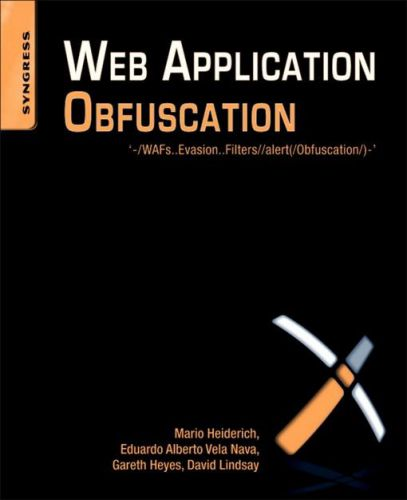 SYNGRESS
WEB APPLICATION
OBFUSCATION
'-/WAFs..Evasion..Filters//alert(/Obfuscation/)-'
Mario Heiderich,
Eduardo Alberto Vela Nava,
Gareth Heyes, David Lindsay